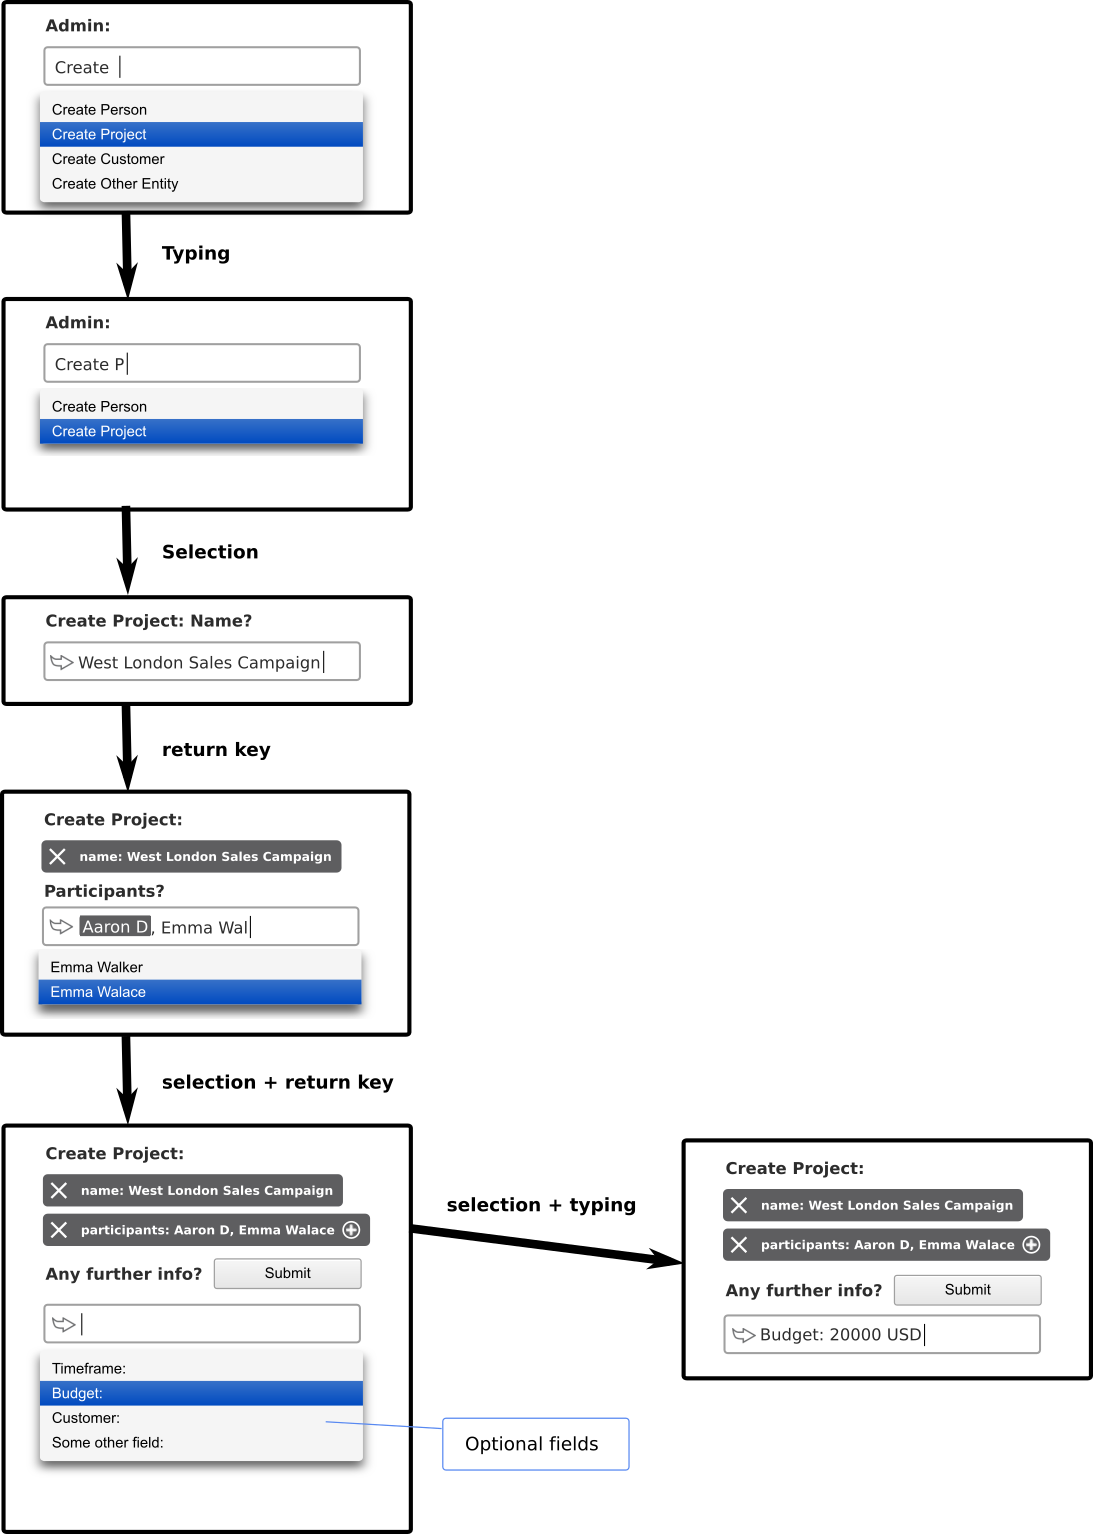 Admin:
Create
Create Person
Create Project
Create Customer
Create Other Entity
Typing
Admin:
Create P
Create Person
Create Project
Selection
Create Project: Name?
West London Sales Campaign
return key
Create Project:
name: West London Sales Campaign
Participants?
Aaron D, Emma Wal
Emma Walker
Emma Walace
selection + return key
Create Project:
name: West London Sales Campaign
participants: Aaron D, Emma Walace
Any further info? Submit
Timeframe:
Budget:
Customer:
Some other field:
Optional fields
selection + typing
Create Project:
name: West London Sales Campaign
participants: Aaron D, Emma Walace
Any further info? Submit
Budget: 20000 USD